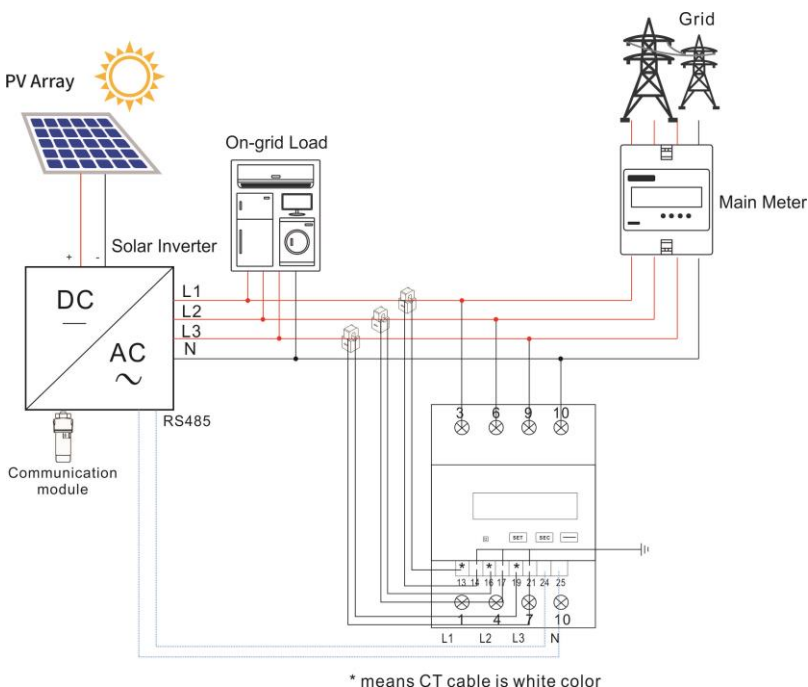 Grid
PV Array
On-grid Load
Main Meter
Solar Inverter
+ -
DC
AC
L1
L2
L3
N
RS485
Communication
module
3 6 9 10
SET SEC
* * *
13 14 16 17 19 21 24 25
1 4 7 10
L1 L2 L3 N
* means CT cable is white color